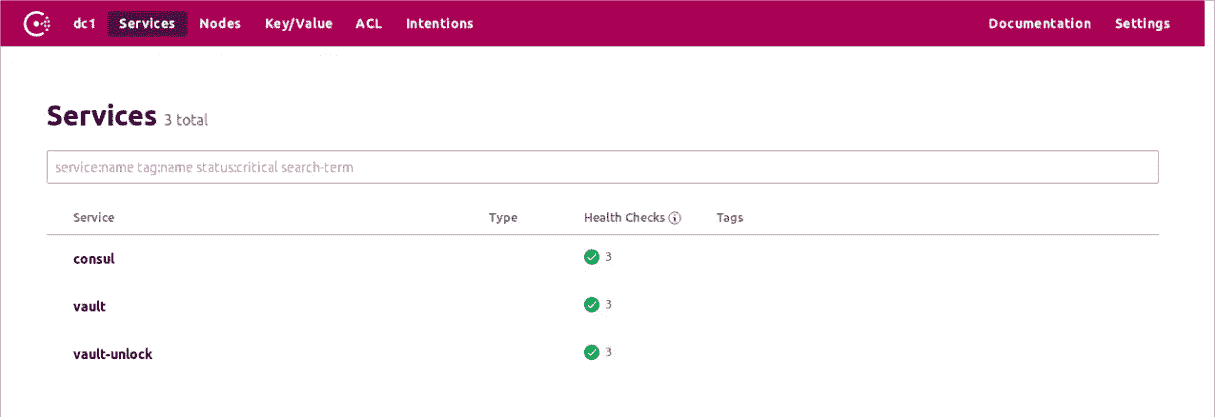 dc1 Services Nodes Key/Value ACL Intentions Documentation Settings
Services 3 total
service:name tag:name status:critical search-term
Service Type Health Checks Tags
consul 3
vault 3
vault-unlock 3